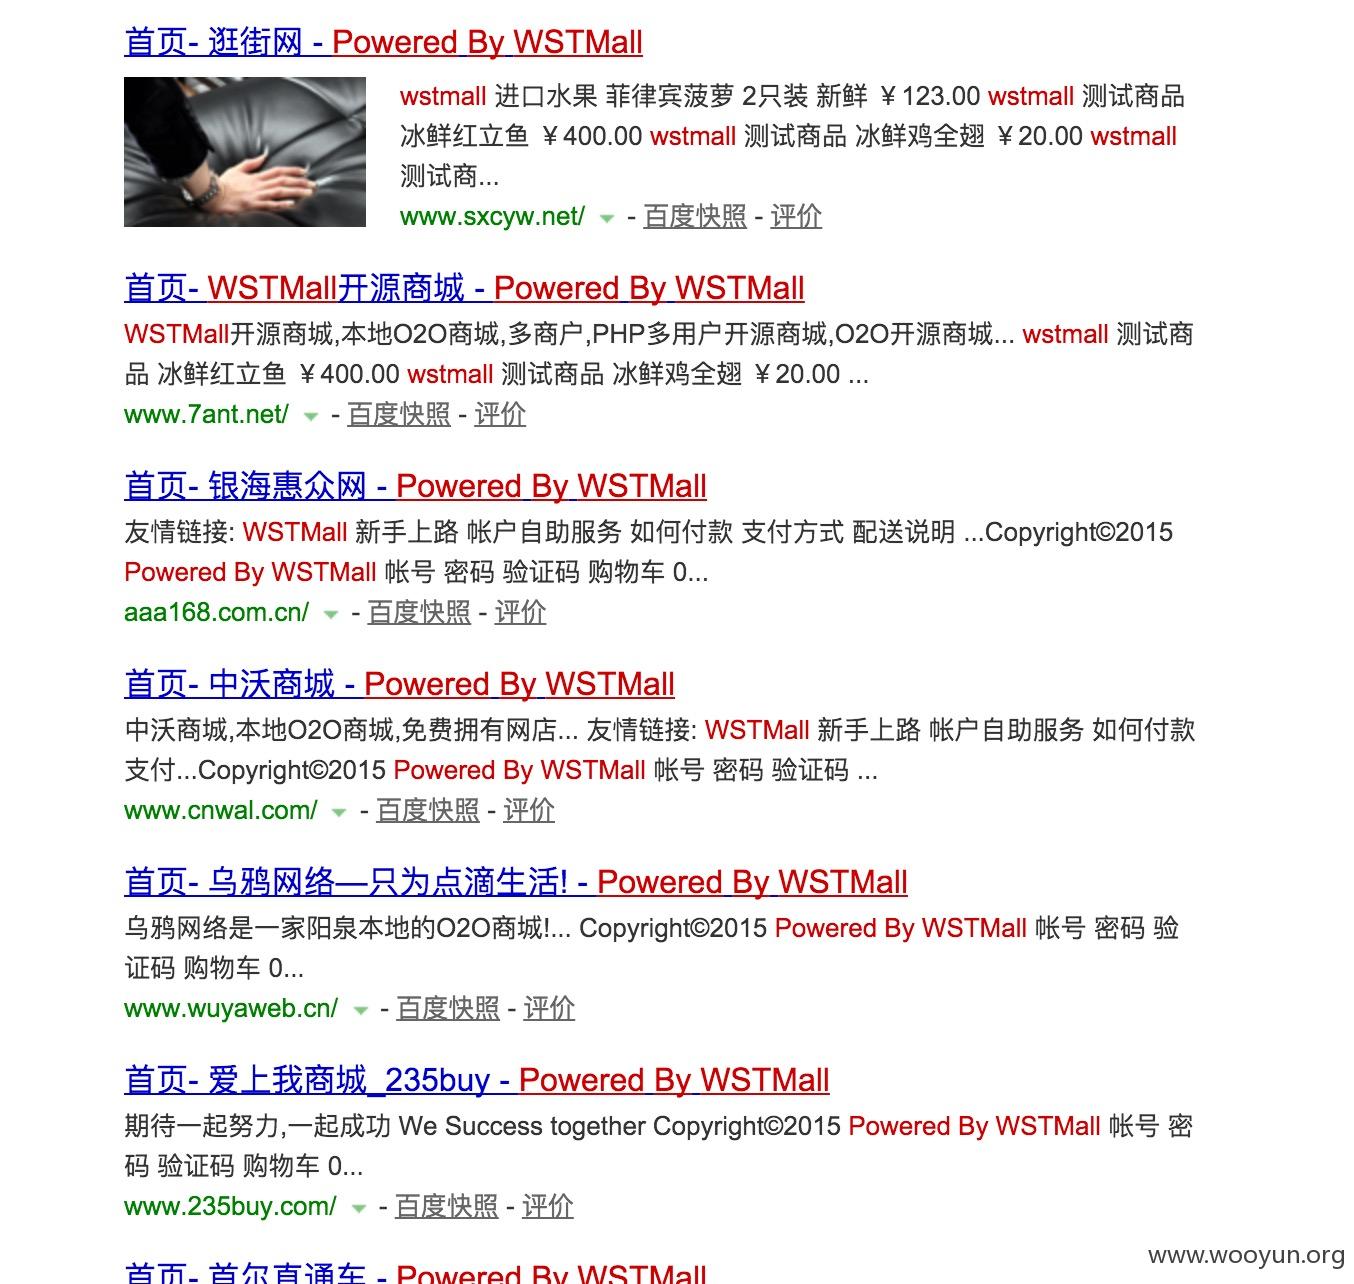 首页- 逛街网 - Powered By WSTMall
wstmall 进口水果 菲律宾菠萝 2只装 新鲜 ￥123.00 wstmall 测试商品
冰鲜红立鱼 ￥400.00 wstmall 测试商品 冰鲜鸡全翅 ￥20.00 wstmall
测试商...
www.sxcyw.net/ - 百度快照 - 评价
首页- WSTMall开源商城 - Powered By WSTMall
WSTMall开源商城,本地O2O商城,多商户,PHP多用户开源商城,O2O开源商城... wstmall 测试商
品 冰鲜红立鱼 ￥400.00 wstmall 测试商品 冰鲜鸡全翅 ￥20.00 ...
www.7ant.net/ - 百度快照 - 评价
首页- 银海惠众网 - Powered By WSTMall
友情链接: WSTMall 新手上路 帐户自助服务 如何付款 支付方式 配送说明 ...Copyright©2015
Powered By WSTMall 帐号 密码 验证码 购物车 0...
aaa168.com.cn/ - 百度快照 - 评价
首页- 中沃商城 - Powered By WSTMall
中沃商城,本地O2O商城,免费拥有网店... 友情链接: WSTMall 新手上路 帐户自助服务 如何付款
支付...Copyright©2015 Powered By WSTMall 帐号 密码 验证码 ...
www.cnwal.com/ - 百度快照 - 评价
首页- 乌鸦网络—只为点滴生活! - Powered By WSTMall
乌鸦网络是一家阳泉本地的O2O商城!... Copyright©2015 Powered By WSTMall 帐号 密码 验
证码 购物车 0...
www.wuyaweb.cn/ - 百度快照 - 评价
首页- 爱上我商城_235buy - Powered By WSTMall
期待一起努力,一起成功 We Success together Copyright©2015 Powered By WSTMall 帐号 密
码 验证码 购物车 0...
www.235buy.com/ - 百度快照 - 评价
首页- 首尔直通车 - Powered By WSTMall
www.wooyun.org